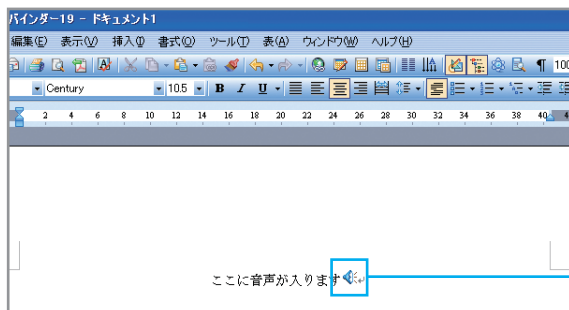 バインダー19 - ドキュメント1
編集(E) 表示(V) 挿入(I) 書式(O) ツール(T) 表(A) ウィンドウ(W) ヘルプ(H)
100
Century 10.5 B I U
2 4 6 8 10 12 14 16 18 20 22 24 26 28 30 32 34 36 38 40
ここに音声が入ります